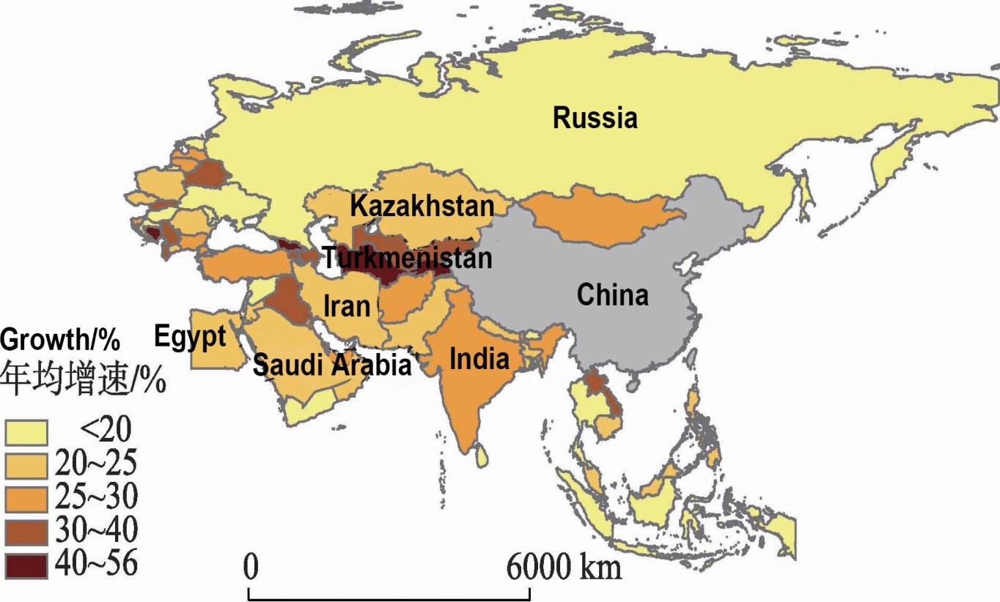 Russia
Kazakhstan
Turkmenistan
China
Iran
Egypt
Saudi Arabia
India
Growth/%
年均增速/%
<20
20~25
25~30
30~40
40~56
0 6000 km